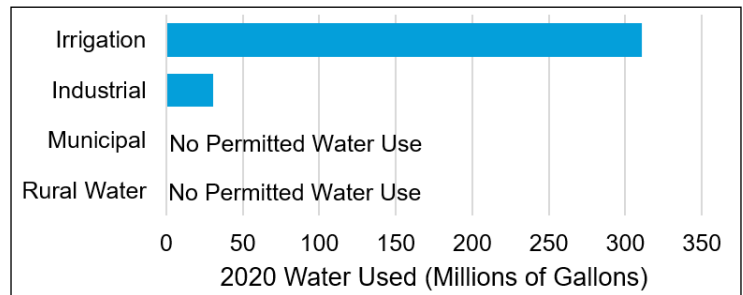 Irrigation
Industrial
Municipal No Permitted Water Use
Rural Water No Permitted Water Use
0 50 100 150 200 250 300 350
2020 Water Used (Millions of Gallons)